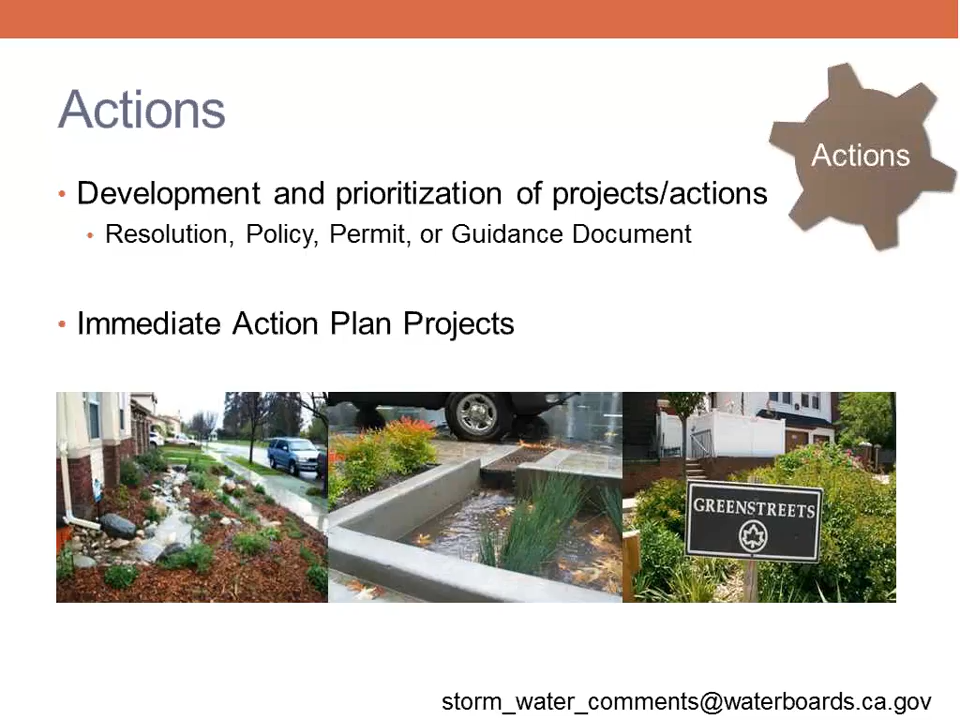 Actions
Actions
• Development and prioritization of projects/actions
• Resolution, Policy, Permit, or Guidance Document
• Immediate Action Plan Projects
GREENSTREETS
storm_water_comments@waterboards.ca.gov